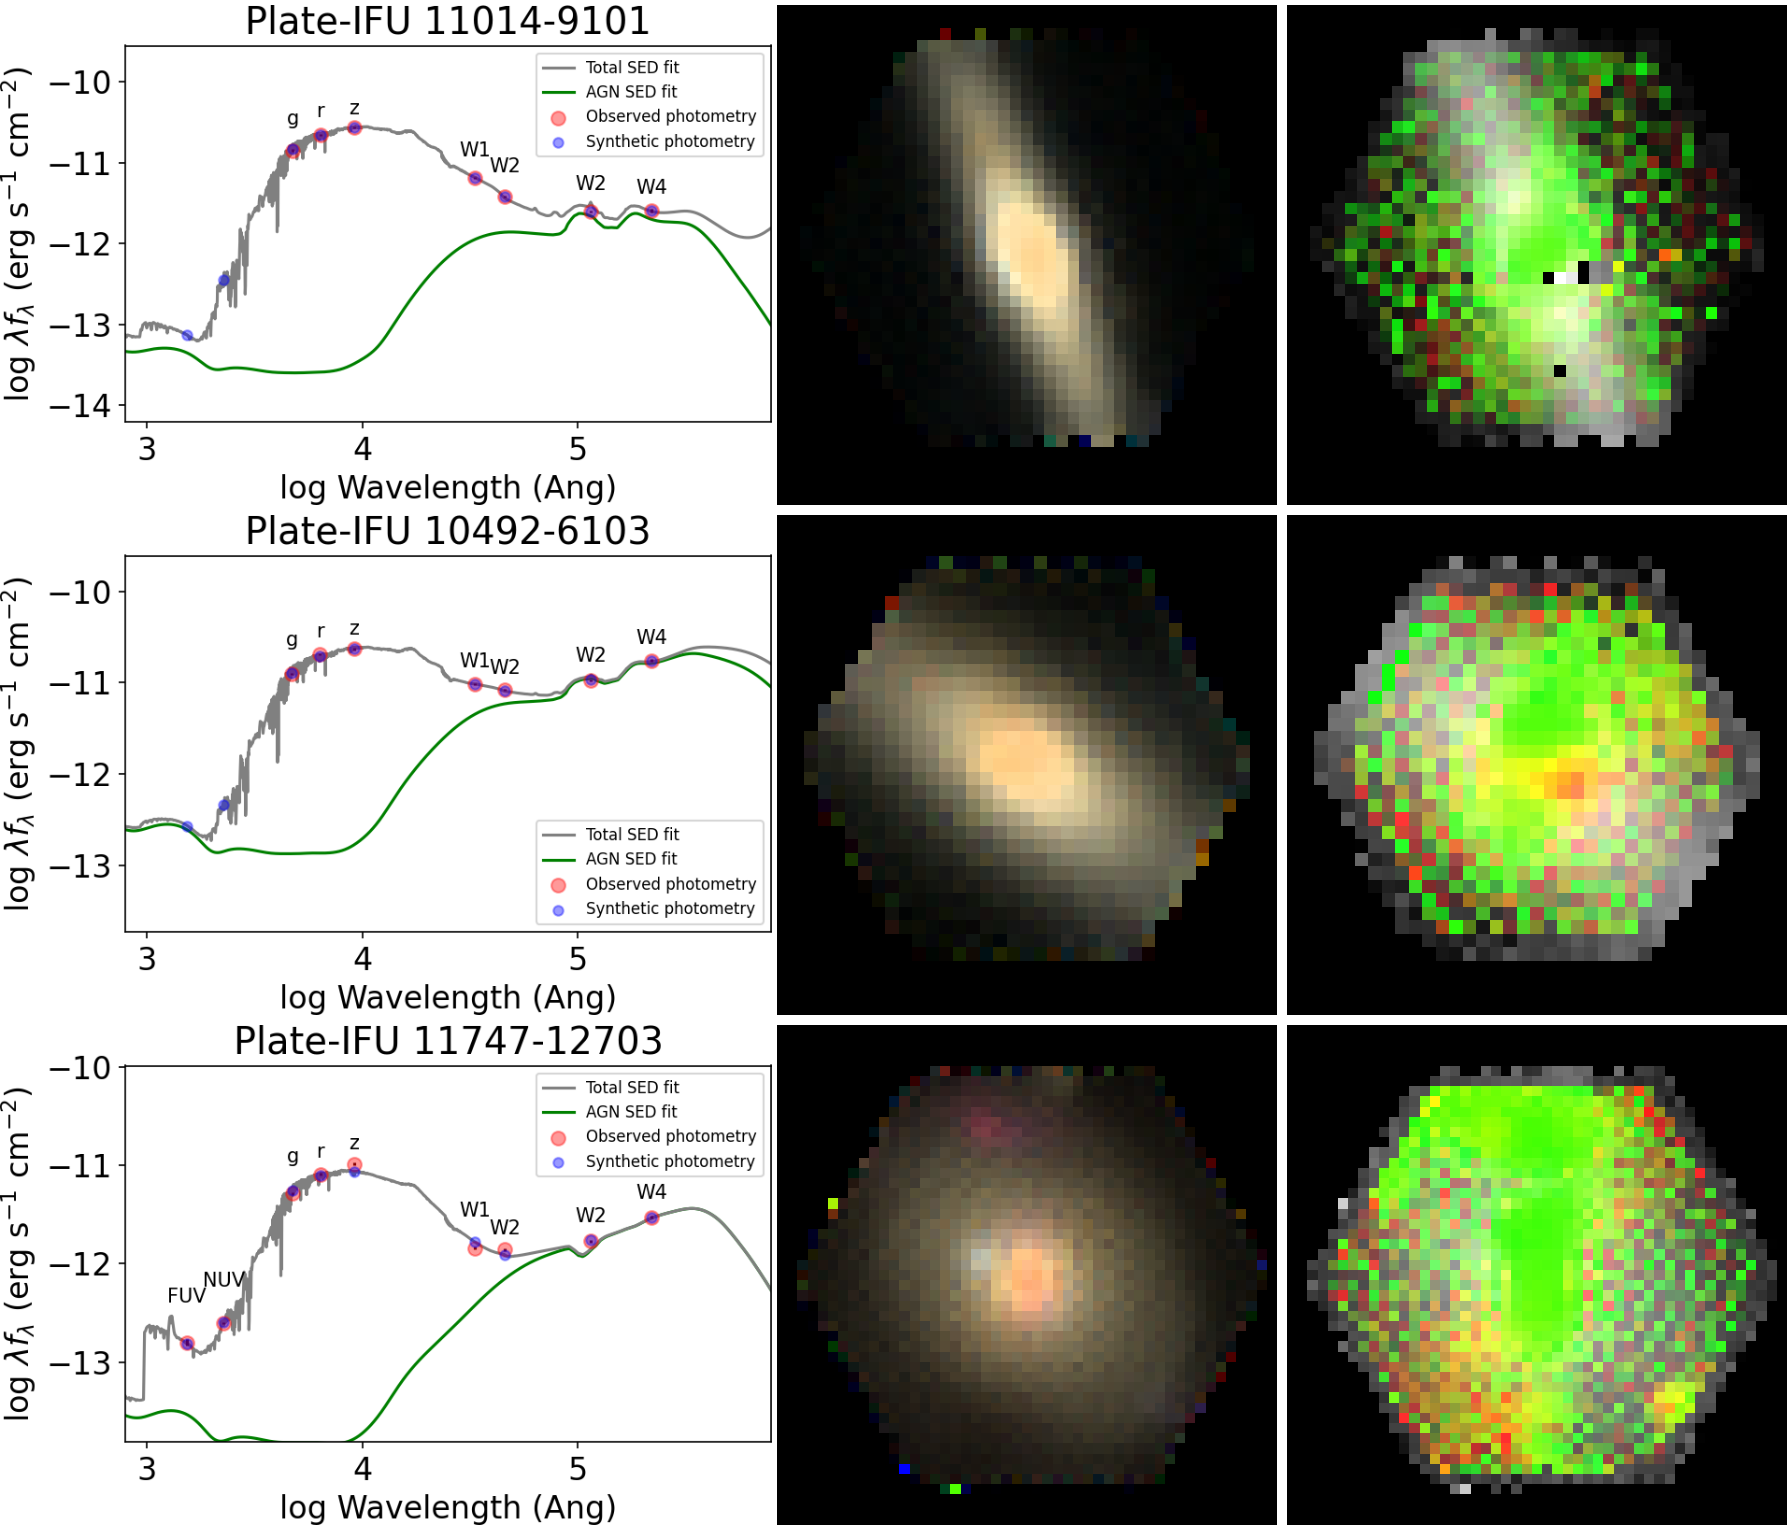 Plate-IFU 11014-9101
log λf_λ (erg s⁻¹ cm⁻²)
−10
−11
−12
−13
−14
g r z
W1
W2
W2
W4
Total SED fit
AGN SED fit
Observed photometry
Synthetic photometry
3 4 5
log Wavelength (Ang)
Plate-IFU 10492-6103
log λf_λ (erg s⁻¹ cm⁻²)
−10
−11
−12
−13
g r z
W1
W2
W2
W4
Total SED fit
AGN SED fit
Observed photometry
Synthetic photometry
3 4 5
log Wavelength (Ang)
Plate-IFU 11747-12703
log λf_λ (erg s⁻¹ cm⁻²)
−10
−11
−12
−13
FUV
NUV
g r z
W1
W2
W2
W4
Total SED fit
AGN SED fit
Observed photometry
Synthetic photometry
3 4 5
log Wavelength (Ang)